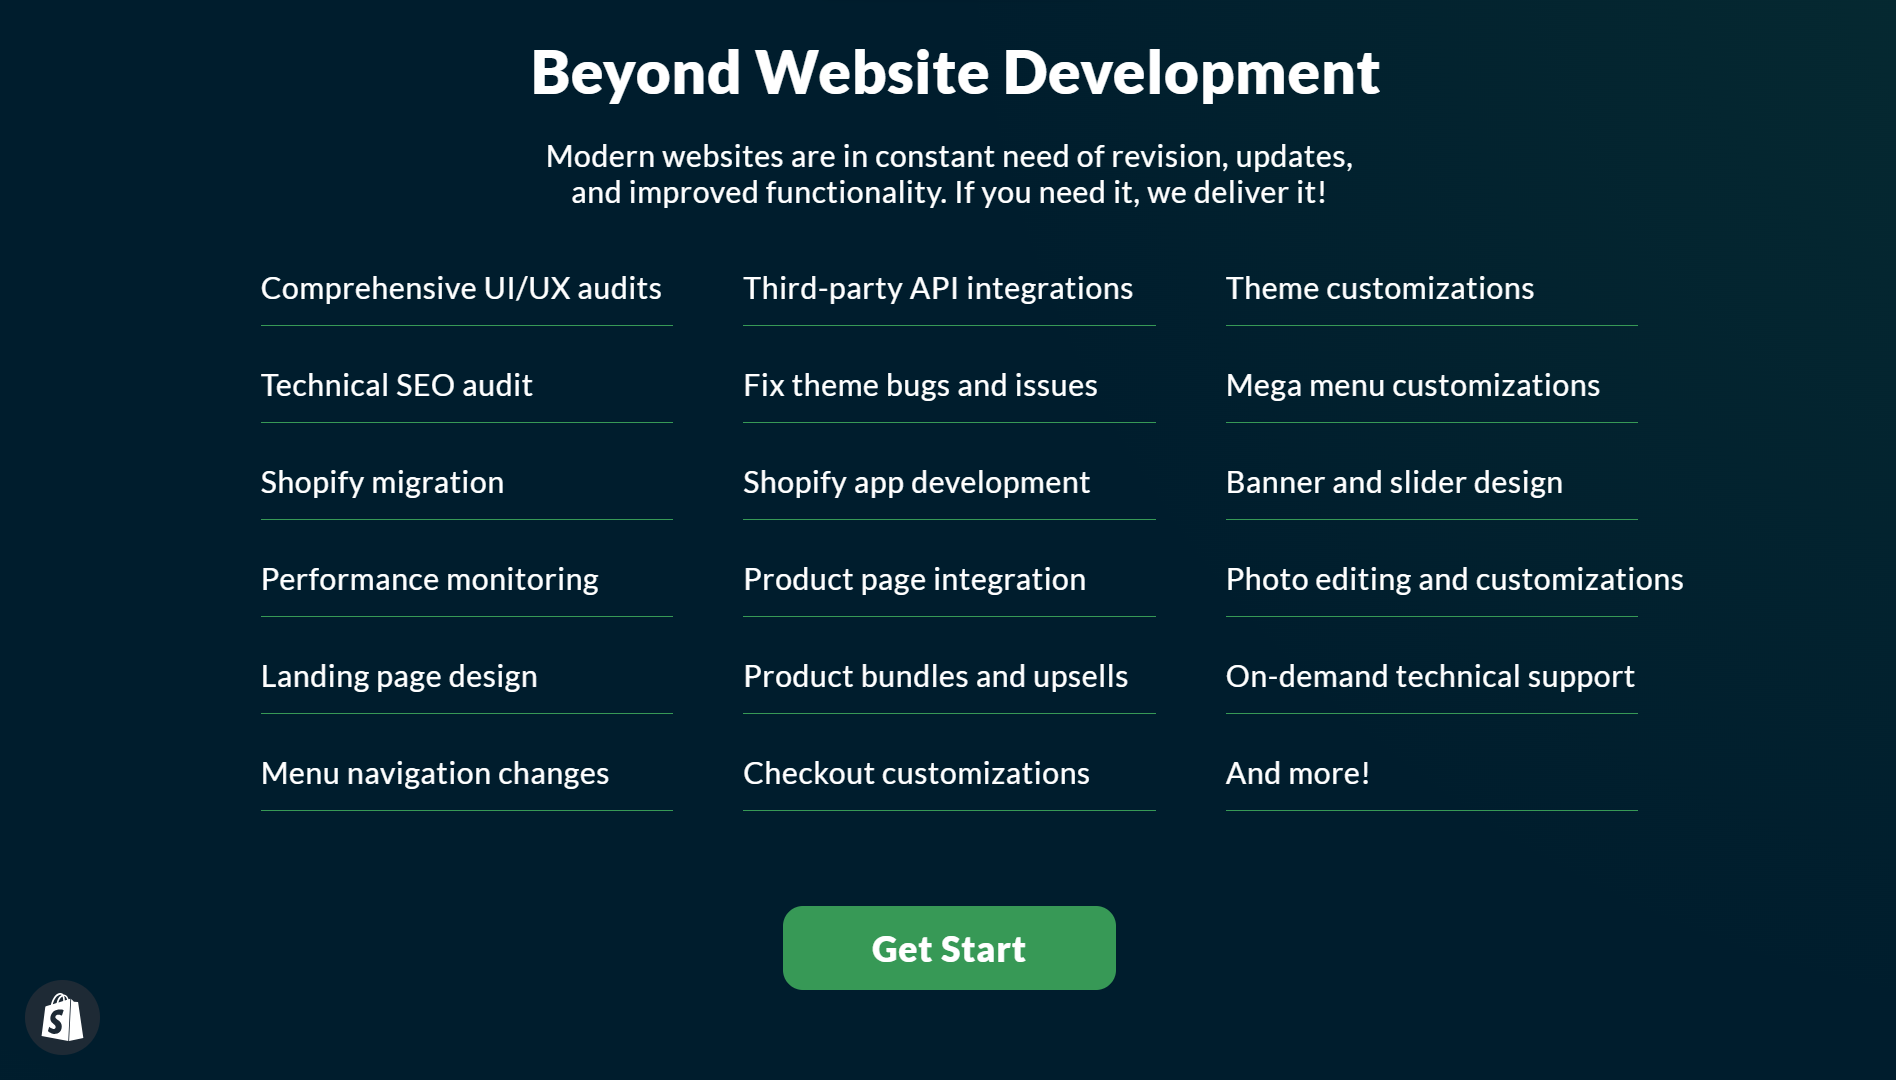 Beyond Website Development
Modern websites are in constant need of revision, updates,
and improved functionality. If you need it, we deliver it!
Comprehensive UI/UX audits
Third-party API integrations
Theme customizations
Technical SEO audit
Fix theme bugs and issues
Mega menu customizations
Shopify migration
Shopify app development
Banner and slider design
Performance monitoring
Product page integration
Photo editing and customizations
Landing page design
Product bundles and upsells
On-demand technical support
Menu navigation changes
Checkout customizations
And more!
Get Start
S